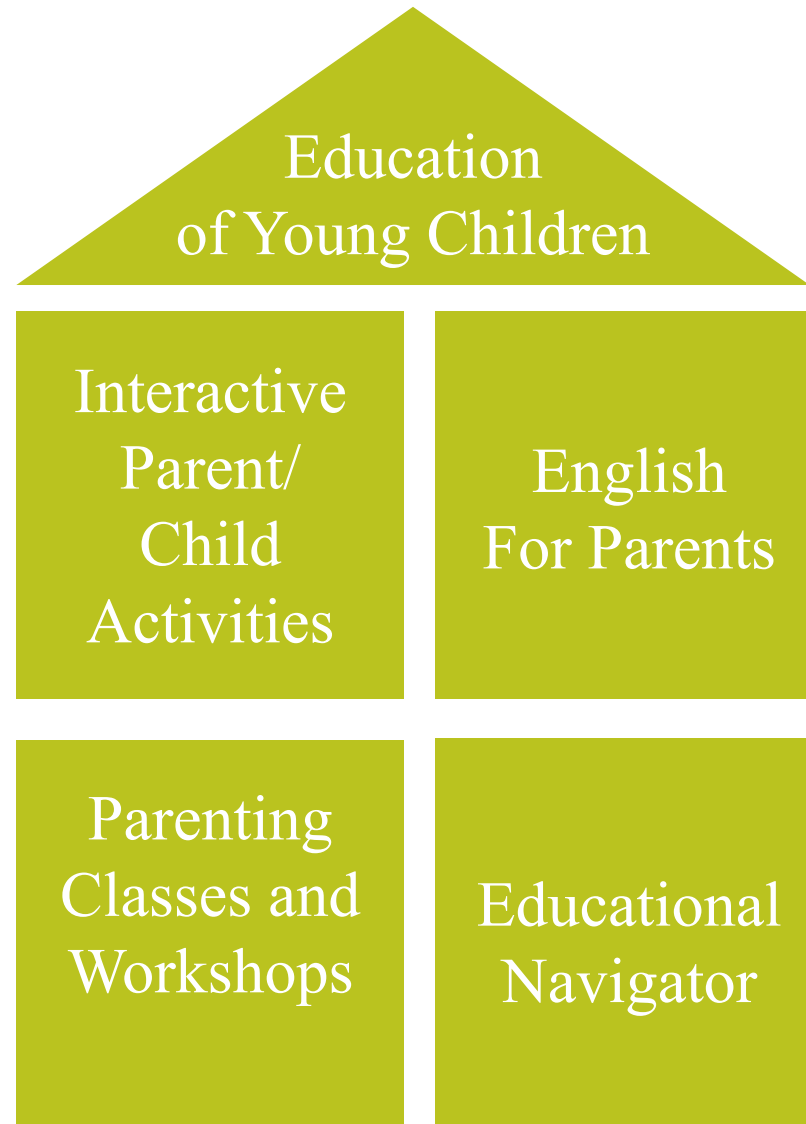 Education
of Young Children
Interactive
Parent/
Child
Activities
English
For Parents
Parenting
Classes and
Workshops
Educational
Navigator